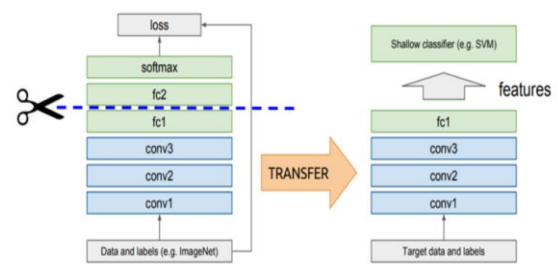 loss
softmax
fc2
fc1
conv3
conv2
conv1
Data and labels (e.g. ImageNet)
TRANSFER
Shallow classifier (e.g. SVM)
features
fc1
conv3
conv2
conv1
Target data and labels